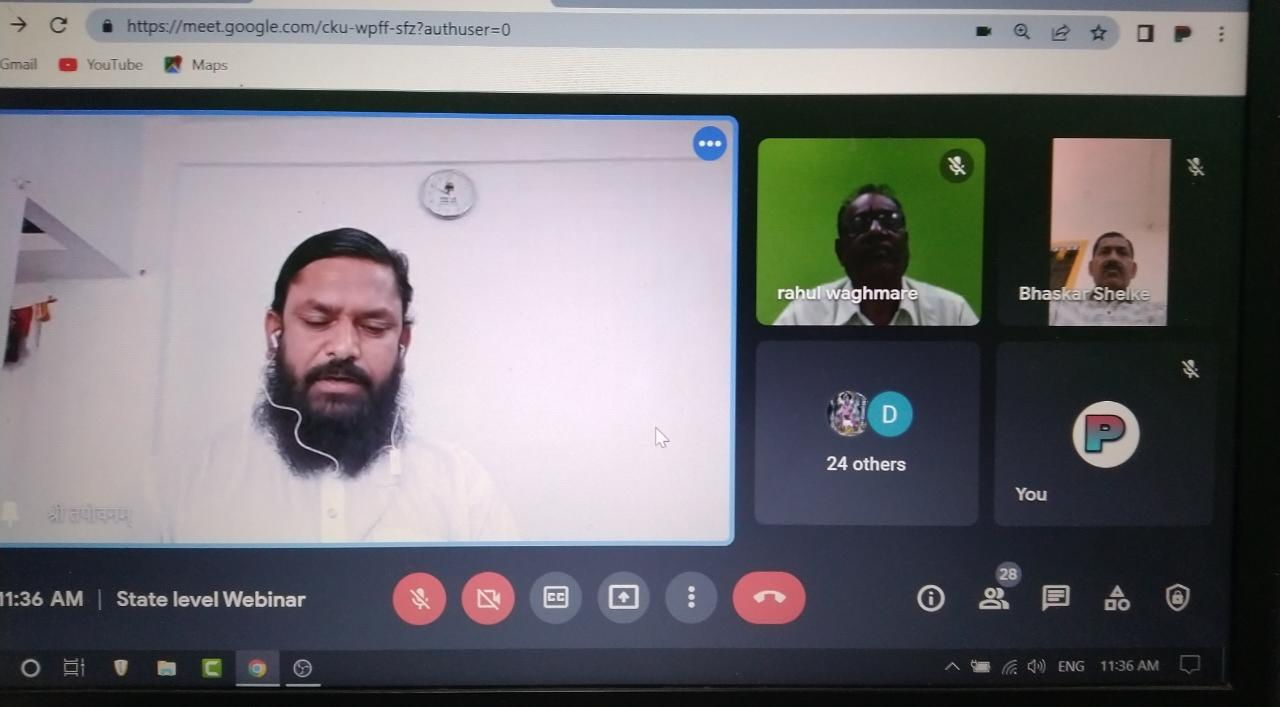 https://meet.google.com/cku-wpff-sfz?authuser=0
Gmail YouTube Maps
rahul waghmare
Bhaskar Shelke
D
24 others
P
You
श्री तपोवनम्
11:36 AM | State level Webinar
CC
28
ENG 11:36 AM